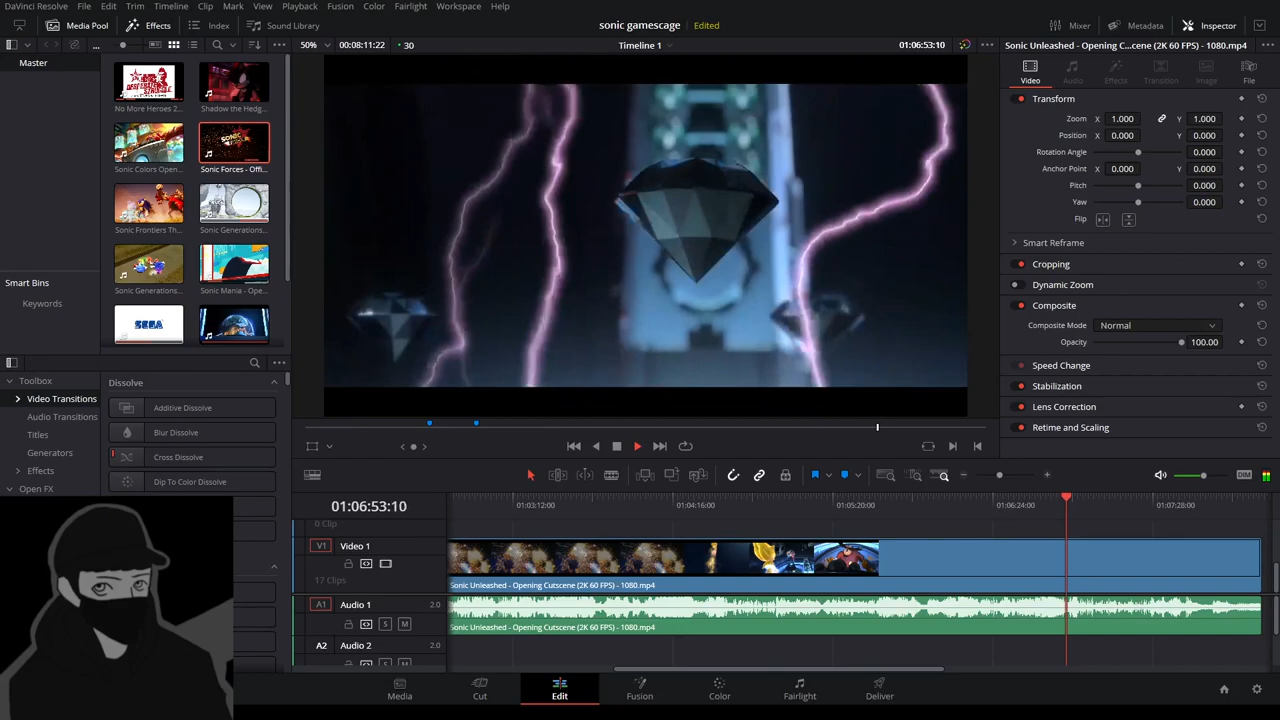 DaVinci Resolve File Edit Trim Timeline Clip Mark View Playback Fusion Color Fairlight Workspace Help
Media Pool Effects Index Sound Library sonic gamescage Edited Mixer Metadata Inspector
... 50% 00:08:11:22 30 Timeline 1 01:06:53:10 Sonic Unleashed - Opening C...cene (2K 60 FPS) - 1080.mp4
Master
No More Heroes 2... Shadow the Hedg...
Sonic Colors Open... Sonic Forces - Offi...
Sonic Frontiers Th... Sonic Generations...
Sonic Generations... Sonic Mania - Ope...
SEGA
Smart Bins
Keywords
Video Audio Effects Transition Image File
Transform
Zoom X 1.000 Y 1.000
Position X 0.000 Y 0.000
Rotation Angle 0.000
Anchor Point X 0.000 Y 0.000
Pitch 0.000
Yaw 0.000
Flip
Smart Reframe
Cropping
Dynamic Zoom
Composite
Composite Mode Normal
Opacity 100.00
Speed Change
Stabilization
Lens Correction
Retime and Scaling
Toolbox
Video Transitions
Audio Transitions
Titles
Generators
Effects
Open FX
Dissolve
Additive Dissolve
Blur Dissolve
Cross Dissolve
Dip To Color Dissolve
DIM
01:06:53:10 01:03:12:00 01:04:16:00 01:05:20:00 01:06:24:00 01:07:28:00
0 Clip
V1 Video 1
17 Clips
Sonic Unleashed - Opening Cutscene (2K 60 FPS) - 1080.mp4
A1 Audio 1 2.0
S M
Sonic Unleashed - Opening Cutscene (2K 60 FPS) - 1080.mp4
A2 Audio 2 2.0
Media Cut Edit Fusion Color Fairlight Deliver